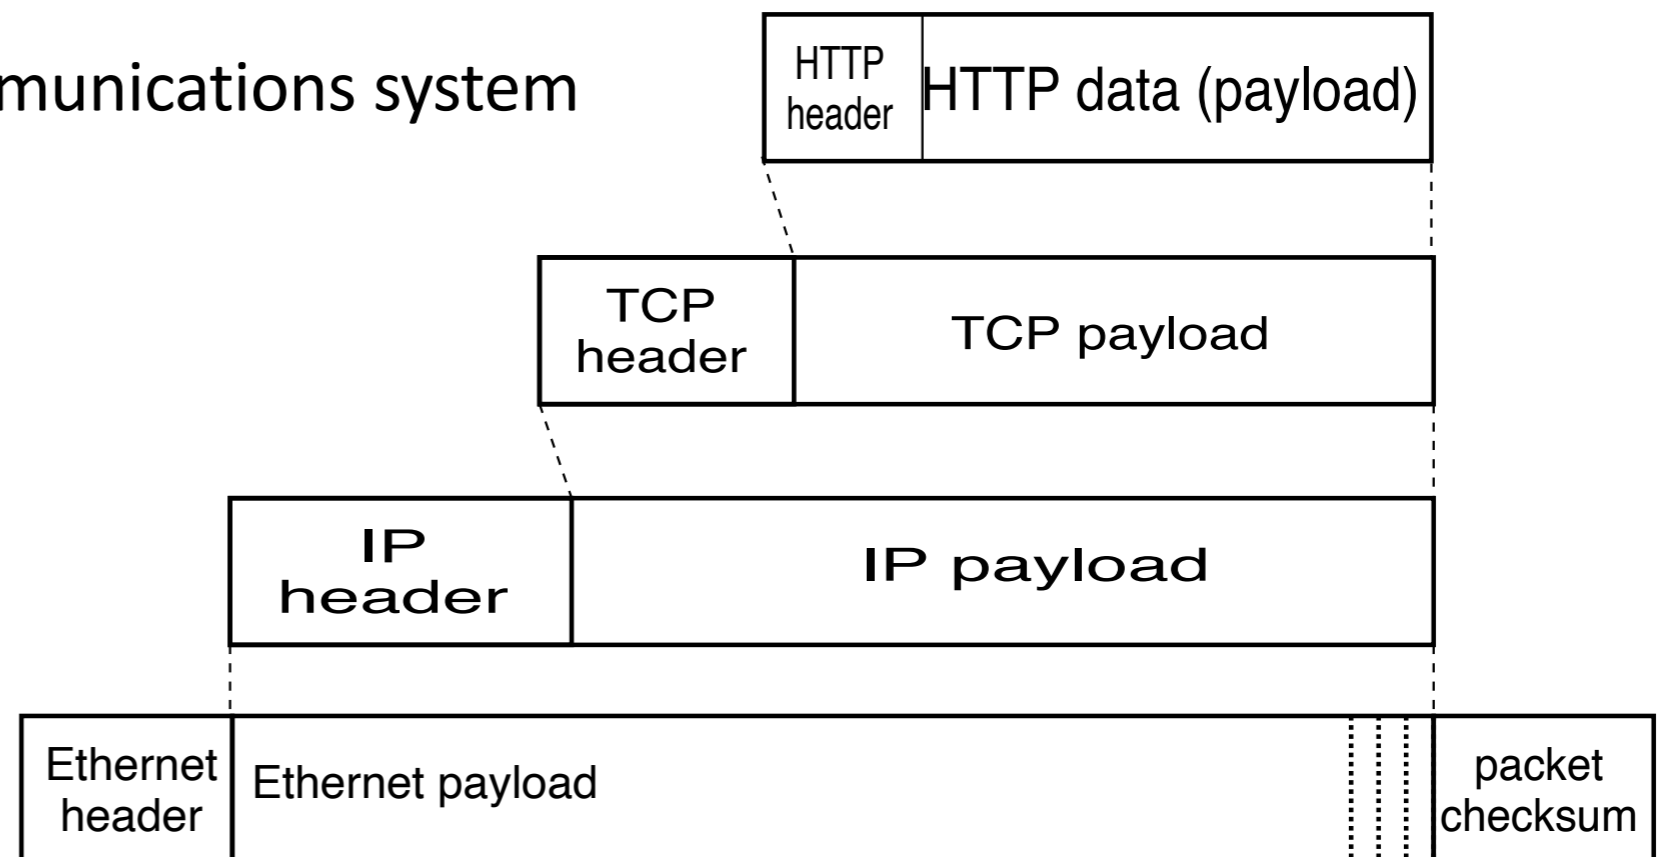 munications system
HTTP
header
HTTP data (payload)
TCP
header
TCP payload
IP
header
IP payload
Ethernet
header
Ethernet payload
packet
checksum